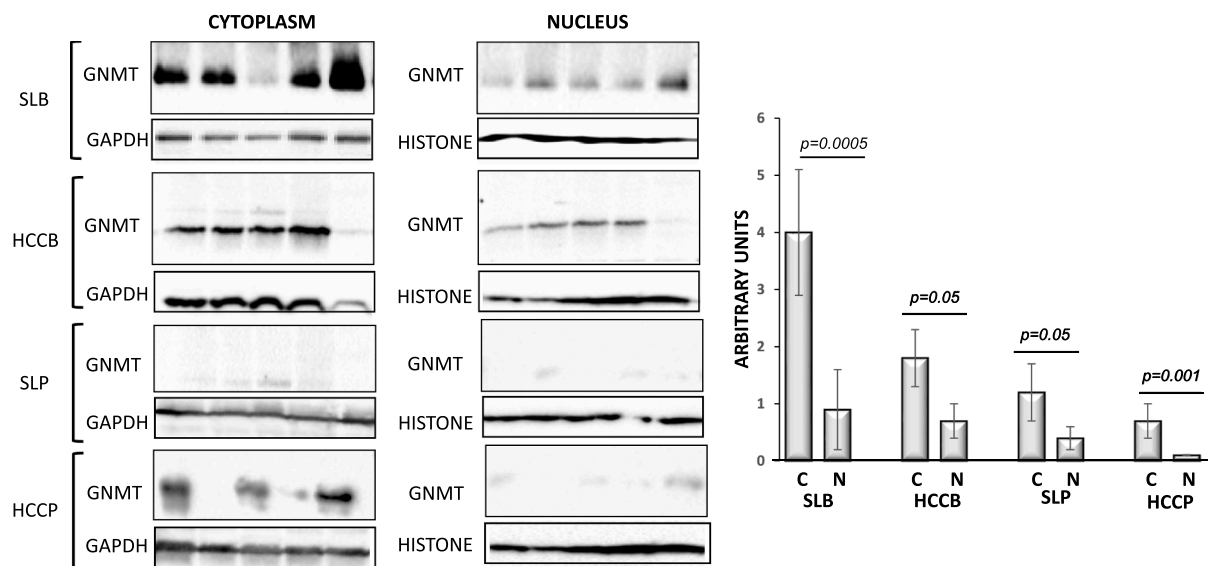 CYTOPLASM
NUCLEUS
SLB
GNMT
GAPDH
GNMT
HISTONE
HCCB
GNMT
GAPDH
GNMT
HISTONE
SLP
GNMT
GAPDH
GNMT
HISTONE
HCCP
GNMT
GAPDH
GNMT
HISTONE
ARBITRARY UNITS
6
5
4
3
2
1
0
p=0.0005
p=0.05
p=0.05
p=0.001
C N C N C N C N
SLB HCCB SLP HCCP